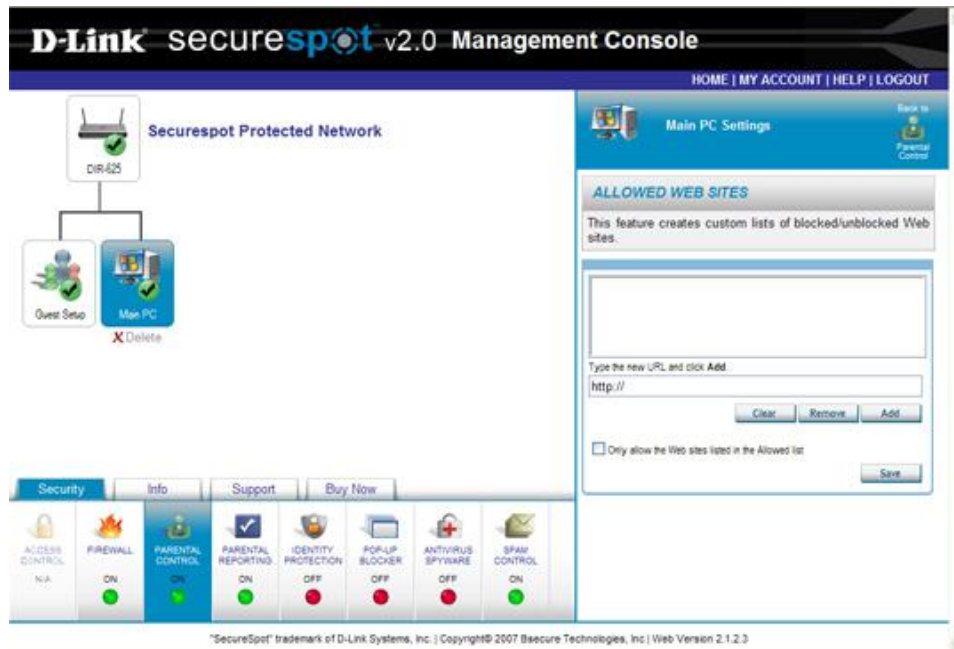 D-Link securespot v2.0 Management Console
HOME | MY ACCOUNT | HELP | LOGOUT
Securespot Protected Network
DIR-625
Guest Setup
Main PC
X Delete
Main PC Settings
Back to
Parental
Control
ALLOWED WEB SITES
This feature creates custom lists of blocked/unblocked Web
sites.
Type the new URL and click Add.
http://
Clear
Remove
Add
Only allow the Web sites listed in the Allowed list
Save
Security
Info
Support
Buy Now
ACCESS
CONTROL
N/A
FIREWALL
ON
PARENTAL
CONTROL
ON
PARENTAL
REPORTING
ON
IDENTITY
PROTECTION
OFF
POP-UP
BLOCKER
OFF
ANTIVIRUS
SPYWARE
OFF
SPAM
CONTROL
ON
"SecureSpot" trademark of D-Link Systems, Inc. | Copyright© 2007 Bsecure Technologies, Inc | Web Version 2.1.2.3